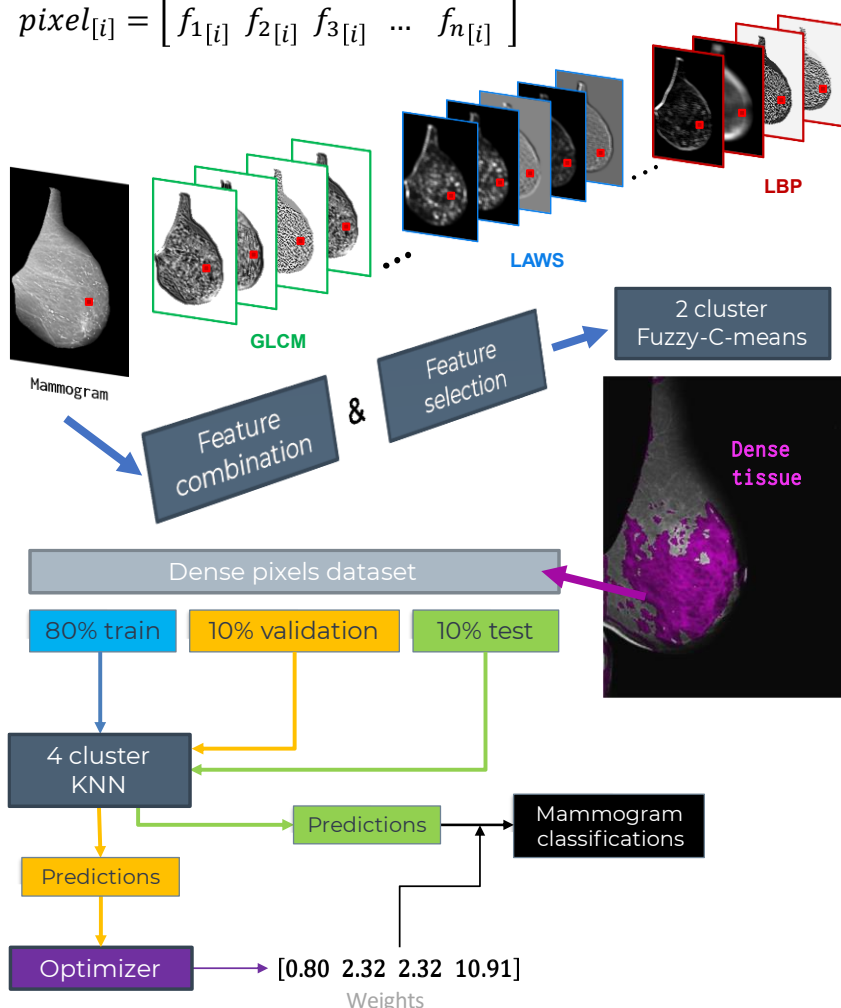 pixel[i] = [ f1[i] f2[i] f3[i] ... fn[i] ]
LBP
LAWS
GLCM
Mammogram
2 cluster
Fuzzy-C-means
Feature
selection
&
Feature
combination
Dense
tissue
Dense pixels dataset
80% train
10% validation
10% test
4 cluster
KNN
Predictions
Mammogram
classifications
Predictions
Optimizer
[0.80 2.32 2.32 10.91]
Weights